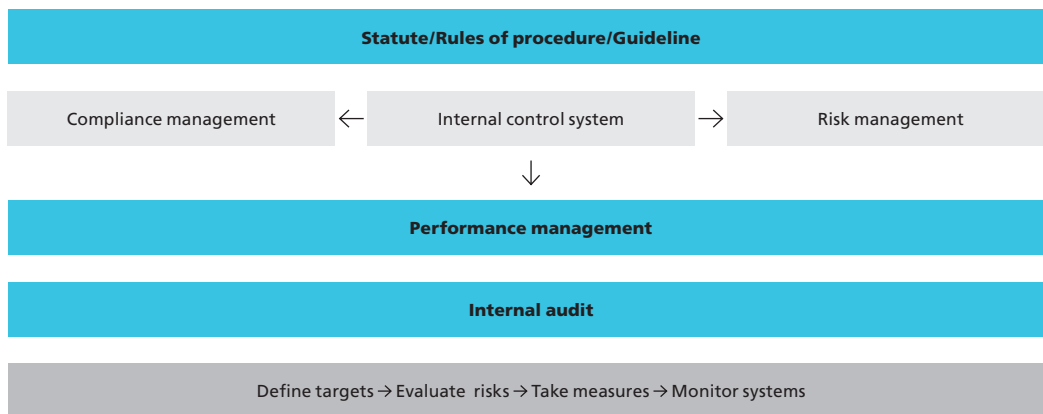 Statute/Rules of procedure/Guideline
Compliance management ← Internal control system → Risk management
↓
Performance management
Internal audit
Define targets → Evaluate risks → Take measures → Monitor systems